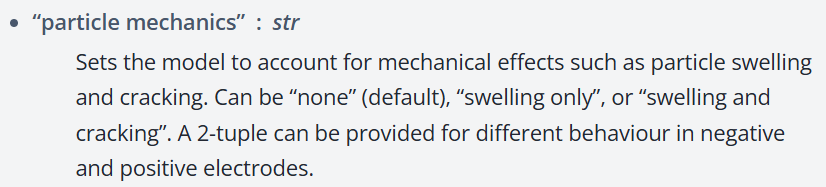 • “particle mechanics” : str
Sets the model to account for mechanical effects such as particle swelling
and cracking. Can be “none” (default), “swelling only”, or “swelling and
cracking”. A 2-tuple can be provided for different behaviour in negative
and positive electrodes.